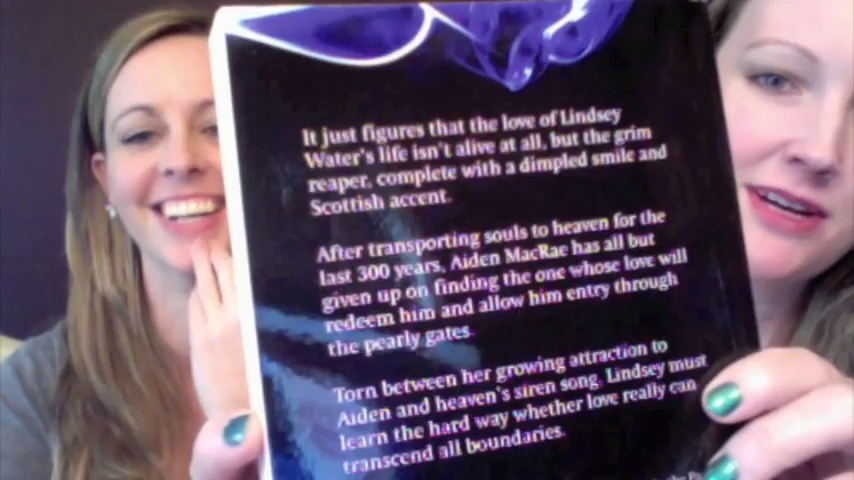 It just figures that the love of Lindsey
Water's life isn't alive at all, but the grim
reaper, complete with a dimpled smile and
Scottish accent.
After transporting souls to heaven for the
last 300 years, Aiden MacRae has all but
given up on finding the one whose love will
redeem him and allow him entry through
the pearly gates.
Torn between her growing attraction to
Aiden and heaven's siren song, Lindsey must
learn the hard way whether love really can
transcend all boundaries.